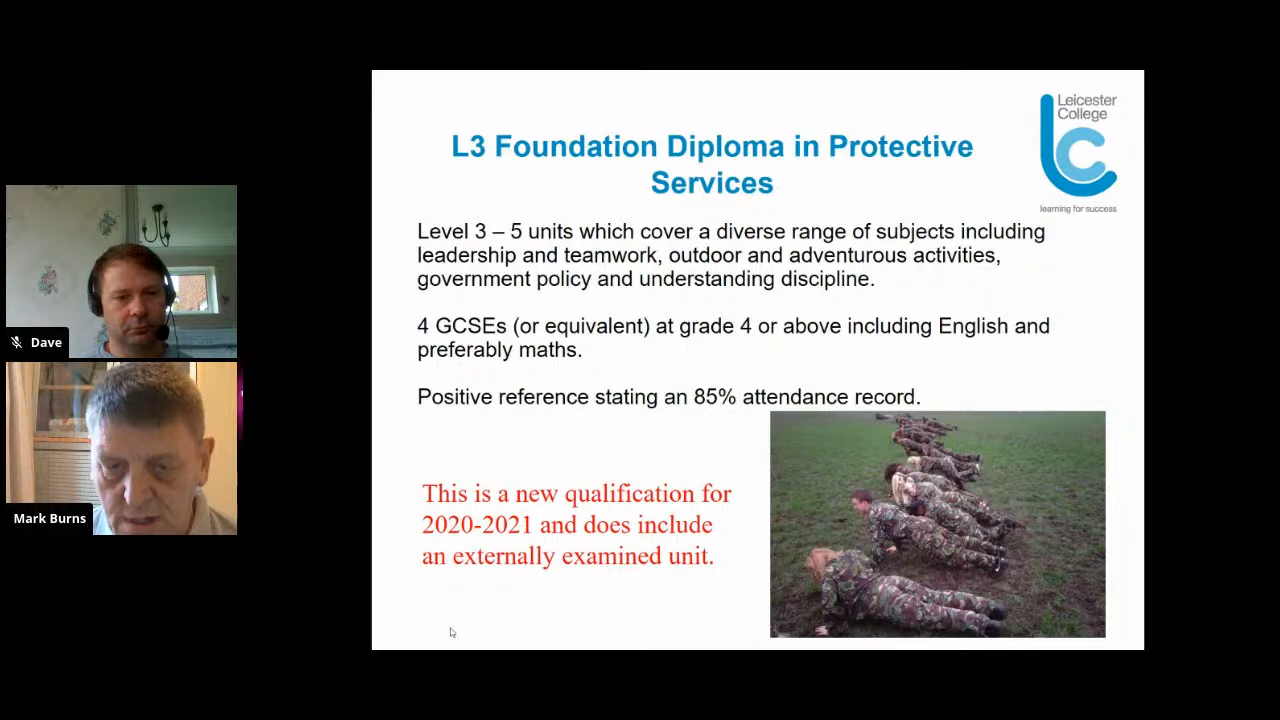 Leicester
College
learning for success
L3 Foundation Diploma in Protective
Services
Level 3 – 5 units which cover a diverse range of subjects including
leadership and teamwork, outdoor and adventurous activities,
government policy and understanding discipline.
4 GCSEs (or equivalent) at grade 4 or above including English and
preferably maths.
Positive reference stating an 85% attendance record.
This is a new qualification for
2020-2021 and does include
an externally examined unit.
Dave
Mark Burns